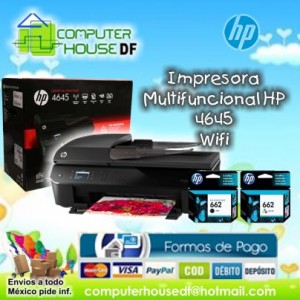 COMPUTER
HOUSE DF
hp
Impresora
Multifuncional HP
4645
Wifi
hp
4645
hp
662
hp
662
Formas de Pago
VISA
PayPal
COD
DÉBITO
DEPÓSITO
Envios a todo
México pide inf.
computerhousedf@hotmail.com